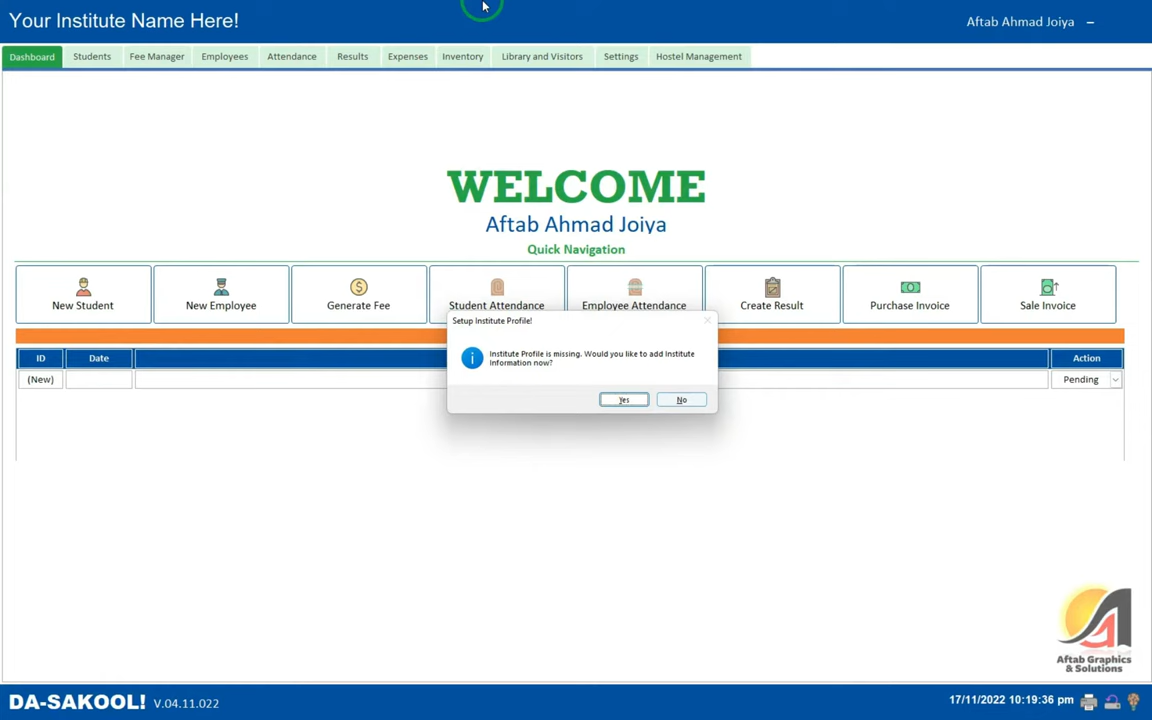 Your Institute Name Here!
Aftab Ahmad Joiya –
Dashboard Students Fee Manager Employees Attendance Results Expenses Inventory Library and Visitors Settings Hostel Management
WELCOME
Aftab Ahmad Joiya
Quick Navigation
New Student New Employee Generate Fee Student Attendance Employee Attendance Create Result Purchase Invoice Sale Invoice
Setup Institute Profile!
Institute Profile is missing. Would you like to add Institute
Information now?
Yes No
ID Date Action
(New) Pending
Aftab Graphics
& Solutions
DA-SAKOOL! V.04.11.022
17/11/2022 10:19:36 pm